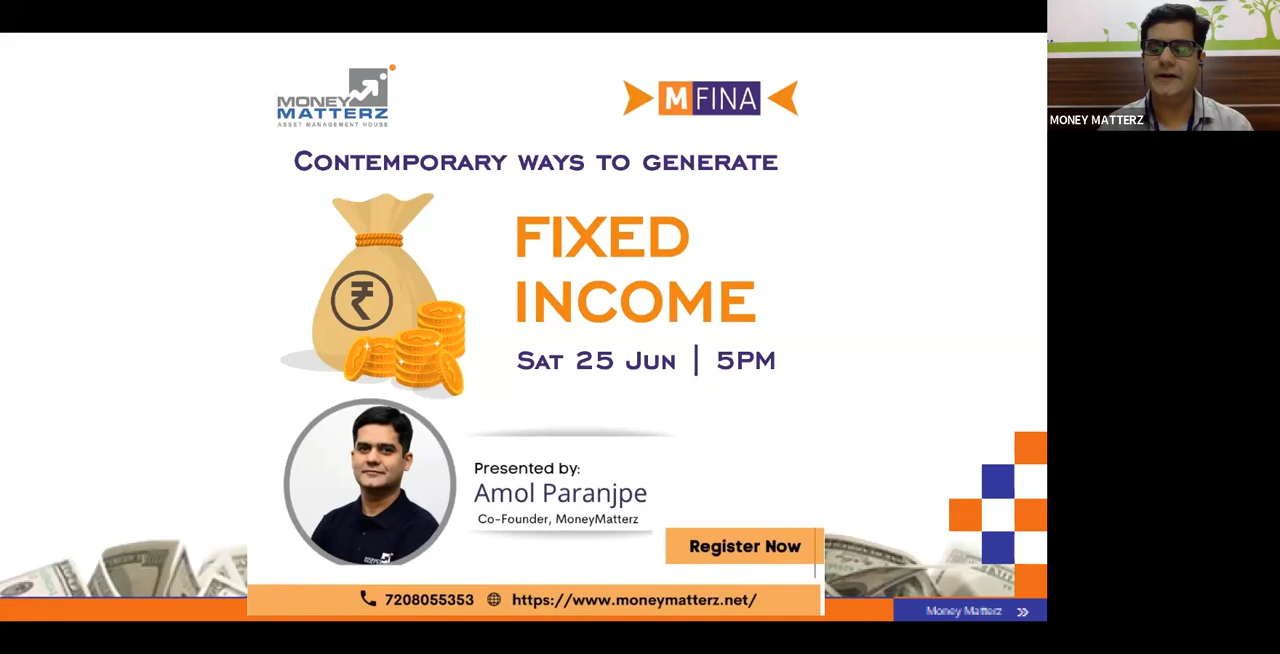 MONEY
MATTERZ
ASSET MANAGEMENT HOUSE
M FINA
CONTEMPORARY WAYS TO GENERATE
₹
FIXED
INCOME
SAT 25 JUN | 5PM
Presented by:
Amol Paranjpe
Co-Founder, MoneyMatterz
Register Now
7208055353
https://www.moneymatterz.net/
Money Matterz
MONEY MATTERZ